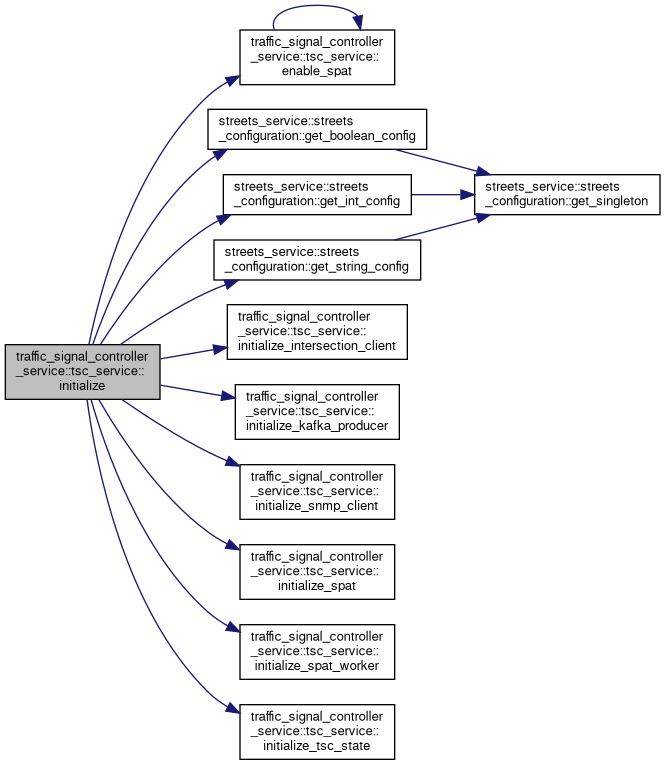 traffic_signal_controller
_service::tsc_service::
enable_spat
streets_service::streets
_configuration::get_boolean_config
streets_service::streets
_configuration::get_int_config
streets_service::streets
_configuration::get_singleton
streets_service::streets
_configuration::get_string_config
traffic_signal_controller
_service::tsc_service::
initialize_intersection_client
traffic_signal_controller
_service::tsc_service::
initialize
traffic_signal_controller
_service::tsc_service::
initialize_kafka_producer
traffic_signal_controller
_service::tsc_service::
initialize_snmp_client
traffic_signal_controller
_service::tsc_service::
initialize_spat
traffic_signal_controller
_service::tsc_service::
initialize_spat_worker
traffic_signal_controller
_service::tsc_service::
initialize_tsc_state